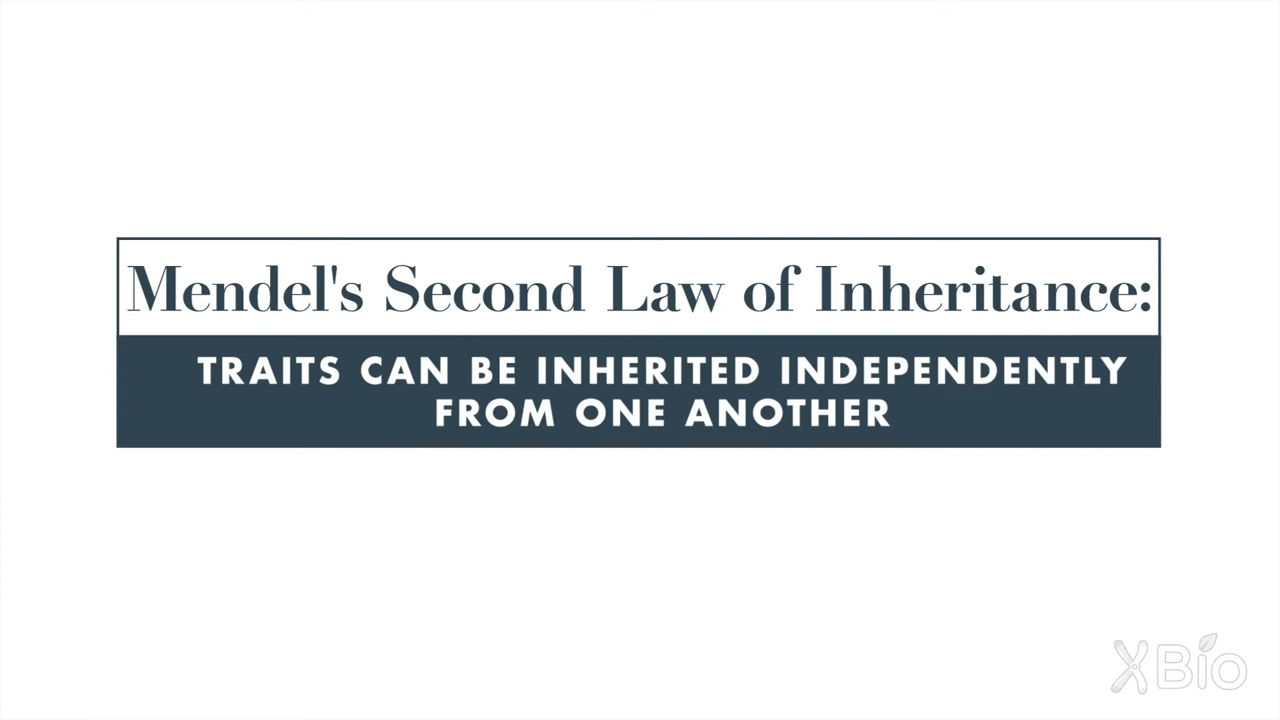 Mendel's Second Law of Inheritance:
TRAITS CAN BE INHERITED INDEPENDENTLY
FROM ONE ANOTHER
XBio